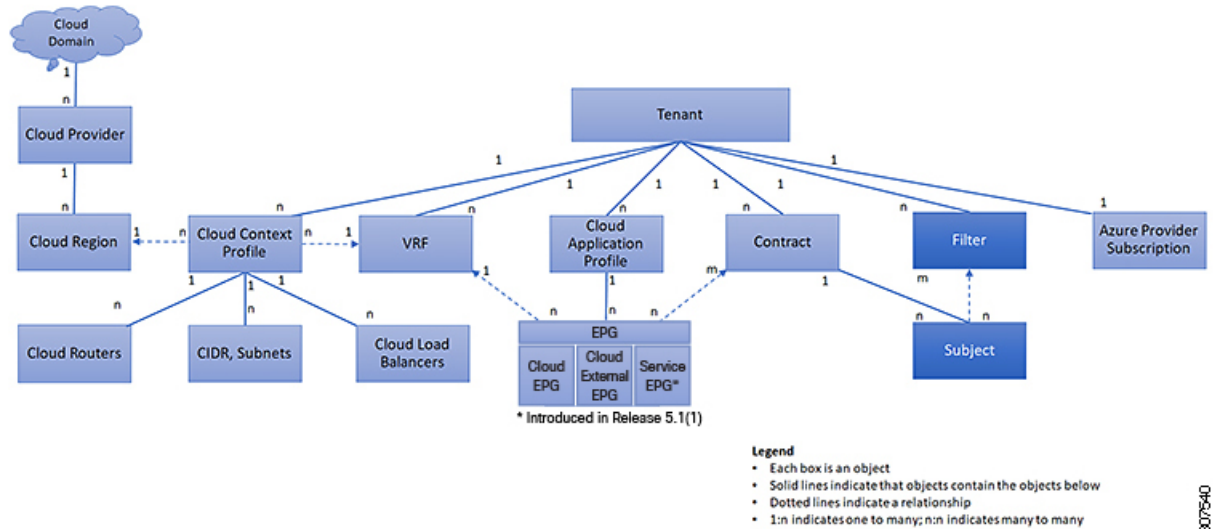 Cloud
Domain
1
n
Cloud Provider
1
n
Cloud Region
Tenant
1
1
1
1
1
1
n
n
n
n
n
1
Cloud Context
Profile
VRF
Cloud
Application
Profile
Contract
Filter
Azure Provider
Subscription
1
n
n
1
1
1
1
n
n
n
Cloud Routers
CIDR, Subnets
Cloud Load
Balancers
1
n
1
n
n
m
1
n
m
n
EPG
Cloud
EPG
Cloud
External
EPG
Service
EPG*
* Introduced in Release 5.1(1)
Subject
Legend
• Each box is an object
• Solid lines indicate that objects contain the objects below
• Dotted lines indicate a relationship
• 1:n indicates one to many; n:n indicates many to many
307540